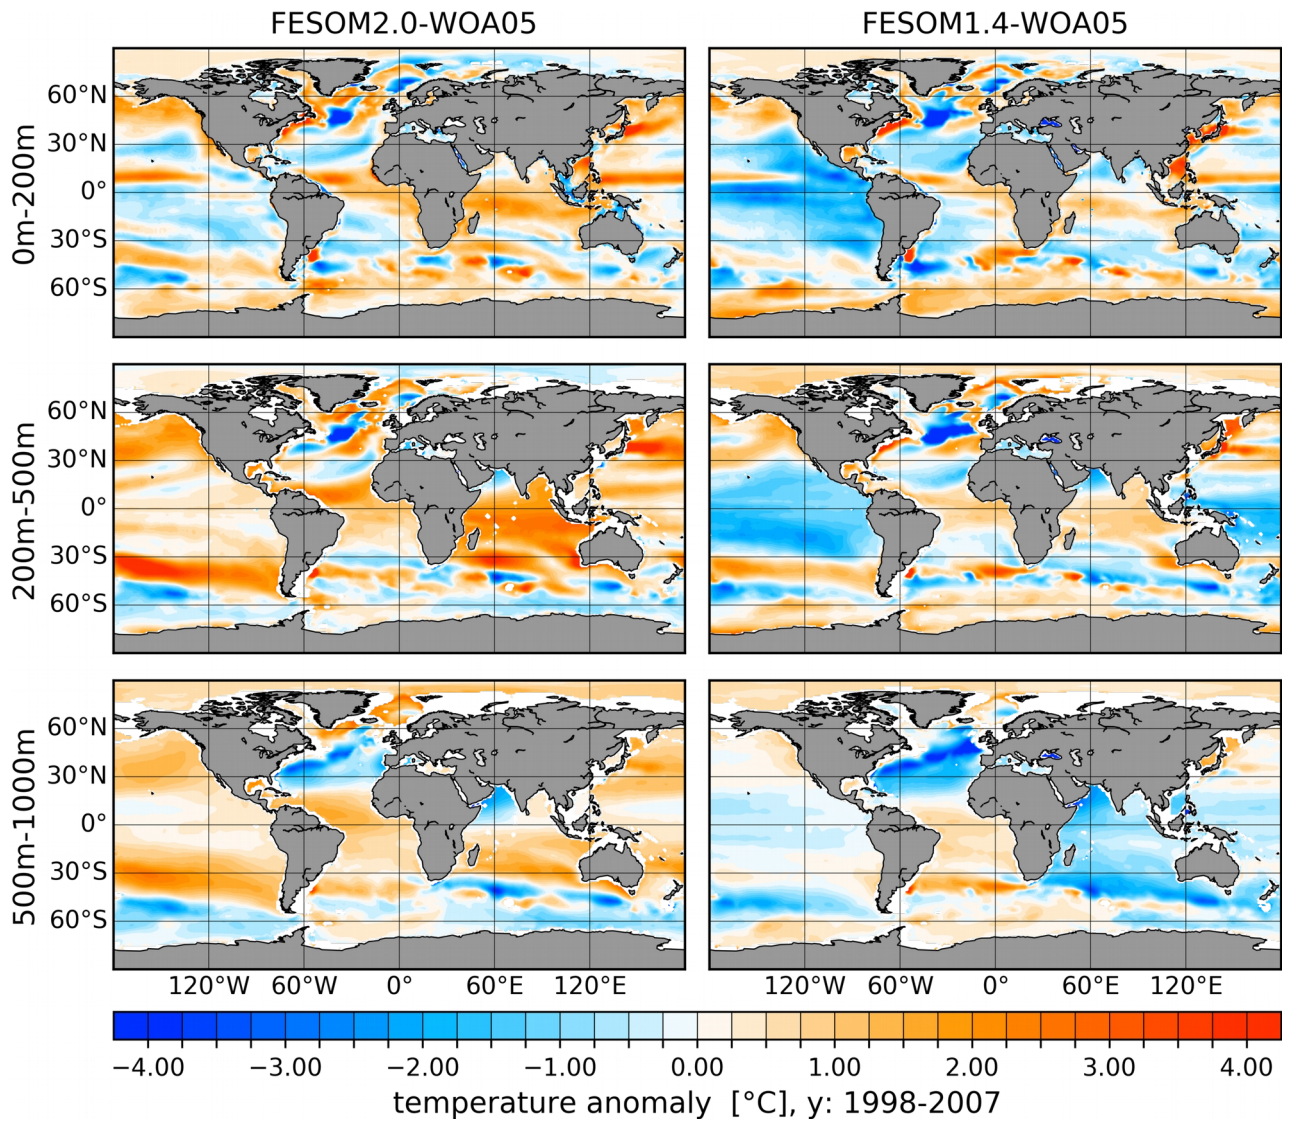 FESOM2.0-WOA05 FESOM1.4-WOA05
0m-200m
60°N
30°N
0°
30°S
60°S
200m-500m
60°N
30°N
0°
30°S
60°S
500m-1000m
60°N
30°N
0°
30°S
60°S
120°W 60°W 0° 60°E 120°E 120°W 60°W 0° 60°E 120°E
−4.00 −3.00 −2.00 −1.00 0.00 1.00 2.00 3.00 4.00
temperature anomaly [°C], y: 1998-2007